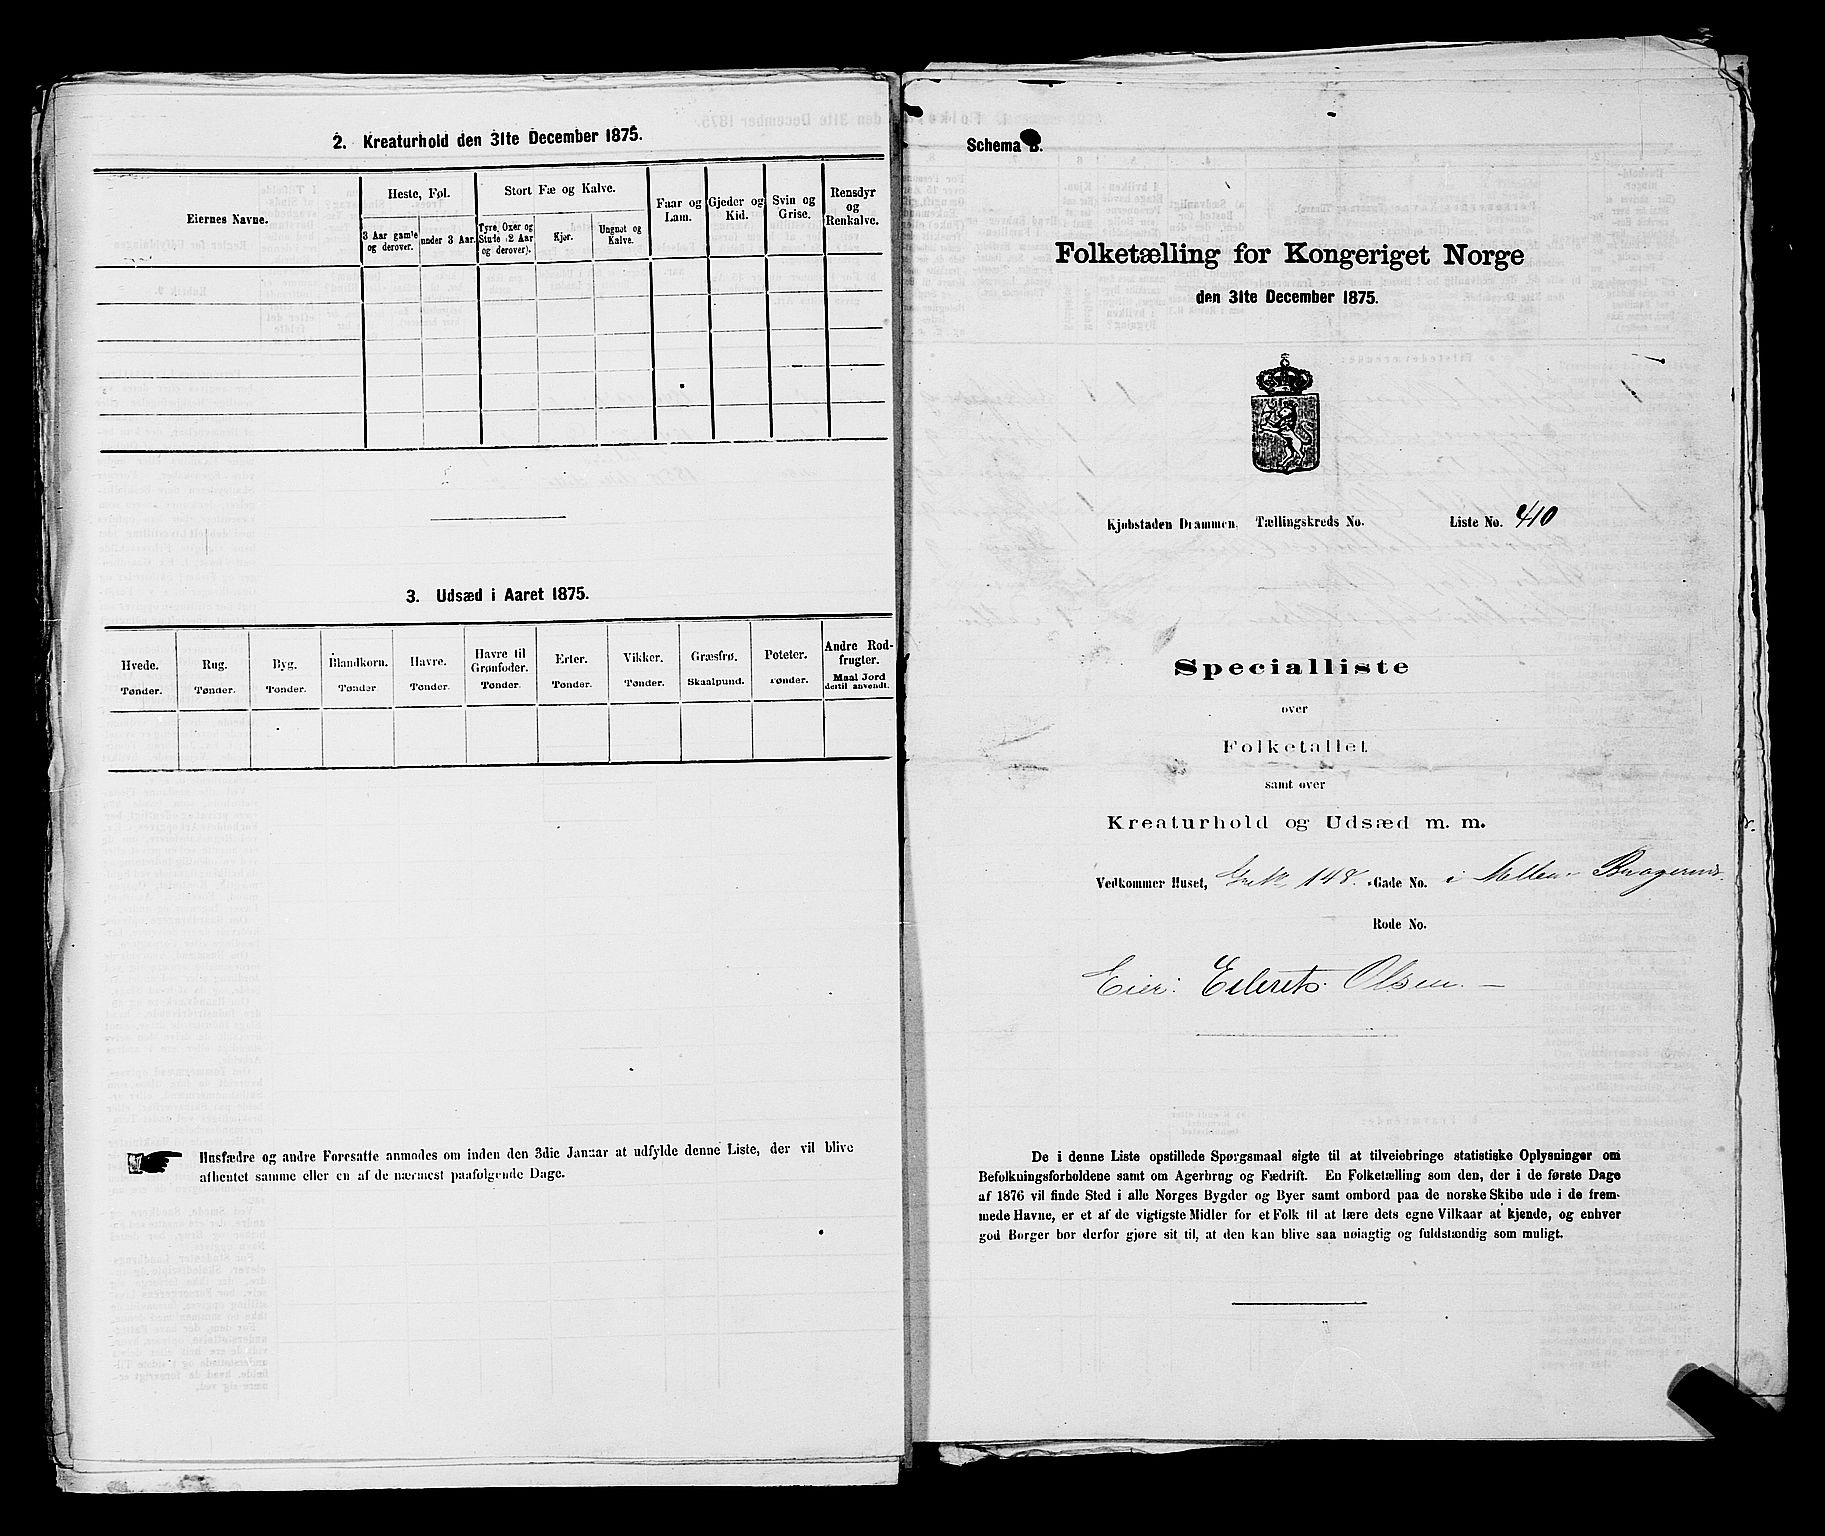 2. Kreaturhold den 31te December 1875.
Eiernes Navne.
Heste, Føl.
3 Aar gamle og derover.
under 3 Aar.
Stort Fæ og Kalve.
Tyre, Oxer og Stude (2 Aar og derover).
Kjør.
Ungnøt og Kalve.
Faar og Lam.
Gjeder og Kid.
Svin og Grise.
Rensdyr og Renkalve.
3. Udsæd i Aaret 1875.
Hvede. Tønder.
Rug. Tønder.
Byg. Tønder.
Blandkorn. Tønder
Havre. Tønder.
Havre til Grønfoder. Tønder.
Erter. Tønder.
Vikker. Tønder.
Græsfrø. Skaalpund.
Poteter. Tønder.
Andre Rodfrugter. Maal Jord dertil anvendt.
Husfædre og andre Foresatte anmodes om inden den 3die Januar at udfylde denne Liste, der vil blive
afhentet samme eller en af de nærmest paafølgende Dage.
Schema B.
Folketælling for Kongeriget Norge
den 31te December 1875.
Kjøbstaden Drammen, Tællingskreds No. Liste No. 410
Specialliste
over
Folketallet
samt over
Kreaturhold og Udsæd m. m.
Vedkommer Huset, 148. Gade No. i Mellem Bragernes
Rode No.
Eier: Eilert Olsen. —
De i denne Liste opstillede Spørgsmaal sigte til at tilveiebringe statistiske Oplysninger om
Befolkningsforholdene samt om Agerbrug og Fædrift. En Folketælling som den, der i de første Dage
af 1876 vil finde Sted i alle Norges Bygder og Byer samt ombord paa de norske Skibe ude i de frem-
mede Havne, er et af de vigtigste Midler for et Folk til at lære dets egne Vilkaar at kjende, og enhver
god Borger bør derfor gjøre sit til, at den kan blive saa nøiagtig og fuldstændig som muligt.